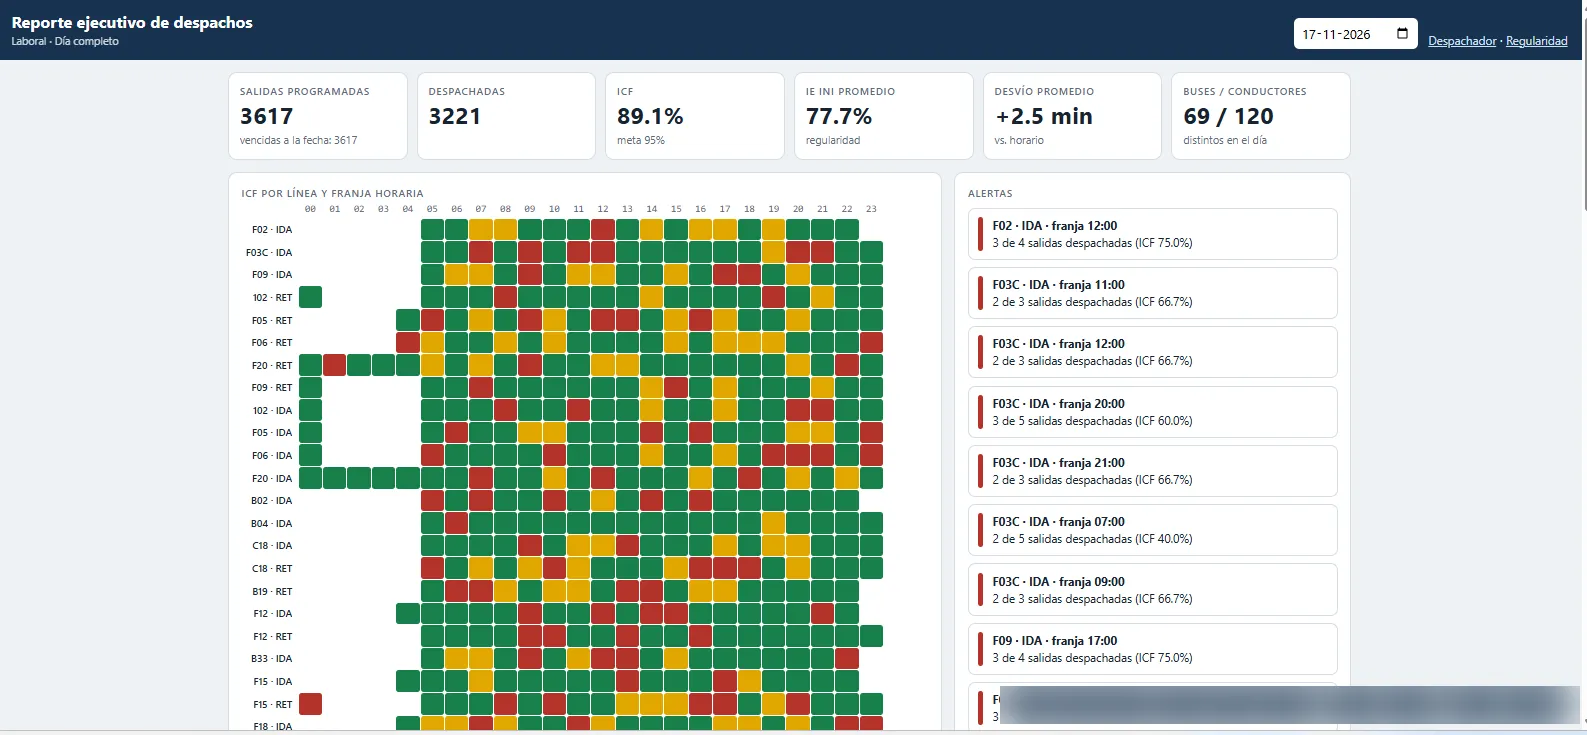 Reporte ejecutivo de despachos
Laboral · Día completo
17-11-2026
Despachador · Regularidad
SALIDAS PROGRAMADAS
3617
vencidas a la fecha: 3617
DESPACHADAS
3221
ICF
89.1%
meta 95%
IE INI PROMEDIO
77.7%
regularidad
DESVÍO PROMEDIO
+2.5 min
vs. horario
BUSES / CONDUCTORES
69 / 120
distintos en el día
ICF POR LÍNEA Y FRANJA HORARIA
00 01 02 03 04 05 06 07 08 09 10 11 12 13 14 15 16 17 18 19 20 21 22 23
F02 · IDA
F03C · IDA
F09 · IDA
102 · RET
F05 · RET
F06 · RET
F20 · RET
F09 · RET
102 · IDA
F05 · IDA
F06 · IDA
F20 · IDA
B02 · IDA
B04 · IDA
C18 · IDA
C18 · RET
B19 · RET
F12 · IDA
F12 · RET
B33 · IDA
F15 · IDA
F15 · RET
F18 · IDA
ALERTAS
F02 · IDA · franja 12:00
3 de 4 salidas despachadas (ICF 75.0%)
F03C · IDA · franja 11:00
2 de 3 salidas despachadas (ICF 66.7%)
F03C · IDA · franja 12:00
2 de 3 salidas despachadas (ICF 66.7%)
F03C · IDA · franja 20:00
3 de 5 salidas despachadas (ICF 60.0%)
F03C · IDA · franja 21:00
2 de 3 salidas despachadas (ICF 66.7%)
F03C · IDA · franja 07:00
2 de 5 salidas despachadas (ICF 40.0%)
F03C · IDA · franja 09:00
2 de 3 salidas despachadas (ICF 66.7%)
F09 · IDA · franja 17:00
3 de 4 salidas despachadas (ICF 75.0%)
3